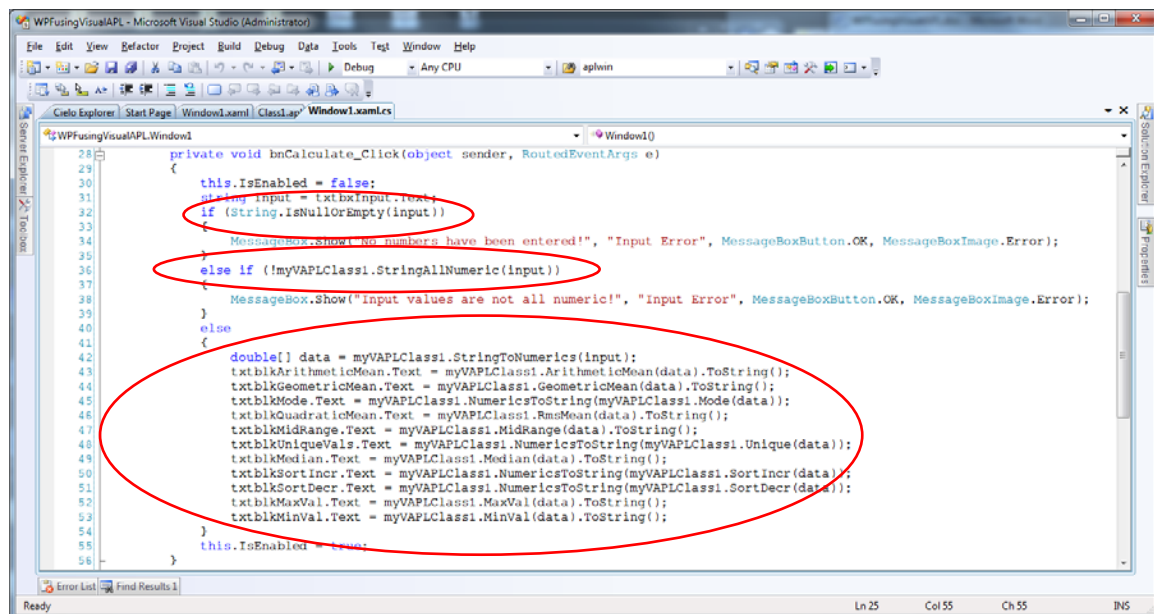 WPFusingVisualAPL - Microsoft Visual Studio (Administrator)
File Edit View Refactor Project Build Debug Data Tools Test Window Help
Debug Any CPU aplwin
Cielo Explorer Start Page Window1.xaml Class1.ap Window1.xaml.cs
Server Explorer
Toolbox
Solution Explorer
Properties
WPFusingVisualAPL.Window1 Window1()
28 private void bnCalculate_Click(object sender, RoutedEventArgs e)
29 {
30 this.IsEnabled = false;
31 string input = txtbxInput.Text;
32 if (String.IsNullOrEmpty(input))
33 {
34 MessageBox.Show("No numbers have been entered!", "Input Error", MessageBoxButton.OK, MessageBoxImage.Error);
35 }
36 else if (!myVAPLClass1.StringAllNumeric(input))
37 {
38 MessageBox.Show("Input values are not all numeric!", "Input Error", MessageBoxButton.OK, MessageBoxImage.Error);
39 }
40 else
41 {
42 double[] data = myVAPLClass1.StringToNumerics(input);
43 txtblkArithmeticMean.Text = myVAPLClass1.ArithmeticMean(data).ToString();
44 txtblkGeometricMean.Text = myVAPLClass1.GeometricMean(data).ToString();
45 txtblkMode.Text = myVAPLClass1.NumericsToString(myVAPLClass1.Mode(data));
46 txtblkQuadraticMean.Text = myVAPLClass1.RmsMean(data).ToString();
47 txtblkMidRange.Text = myVAPLClass1.MidRange(data).ToString();
48 txtblkUniqueVals.Text = myVAPLClass1.NumericsToString(myVAPLClass1.Unique(data));
49 txtblkMedian.Text = myVAPLClass1.Median(data).ToString();
50 txtblkSortIncr.Text = myVAPLClass1.NumericsToString(myVAPLClass1.SortIncr(data));
51 txtblkSortDecr.Text = myVAPLClass1.NumericsToString(myVAPLClass1.SortDecr(data));
52 txtblkMaxVal.Text = myVAPLClass1.MaxVal(data).ToString();
53 txtblkMinVal.Text = myVAPLClass1.MinVal(data).ToString();
54 }
55 this.IsEnabled = true;
56 }
Error List Find Results 1
Ready Ln 25 Col 55 Ch 55 INS